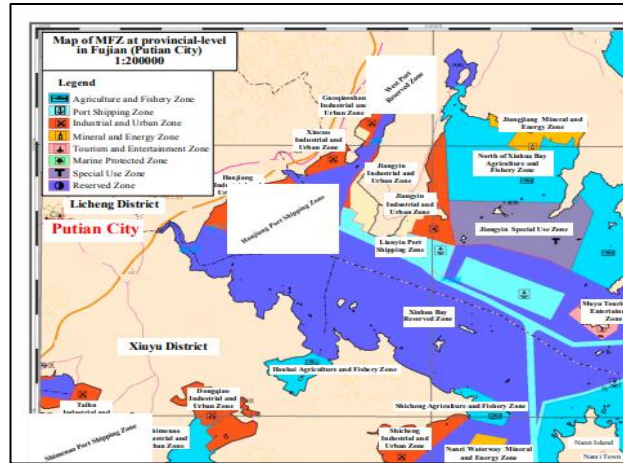 Map of MFZ at provincial-level
in Fujian (Putian City)
1:200000
Legend
Agriculture and Fishery Zone
Port Shipping Zone
Industrial and Urban Zone
Mineral and Energy Zone
Tourism and Entertainment Zone
Marine Protected Zone
Special Use Zone
Reserved Zone
West Port
Reserved Zone
Industrial and
Urban Zone
Industrial and
Urban Zone
Hanjiang
Jiangyin
Industrial and
Urban Zone
Jiangyin
Industrial and
Urban Zone
Mineral and
Energy Zone
North of Xinhua Bay
Agriculture and
Fishery Zone
Jiangyin Special Use Zone
Licheng District
Putian City
Hanjiang Port Shipping Zone
Port
Shipping Zone
Xinhua Bay
Reserved Zone
Entertainment
Zone
Xiuyu District
Agriculture and Fishery Zone
Dongqiao
Industrial and
Urban Zone
Taihu
Industrial and
Shimenao Port Shipping Zone
Urban Zone
Shicheng Agriculture and Fishery Zone
Shicheng
Industrial and
Urban Zone
Nanri Waterway Mineral
and Energy Zone
Nanri Island
Nanri Town